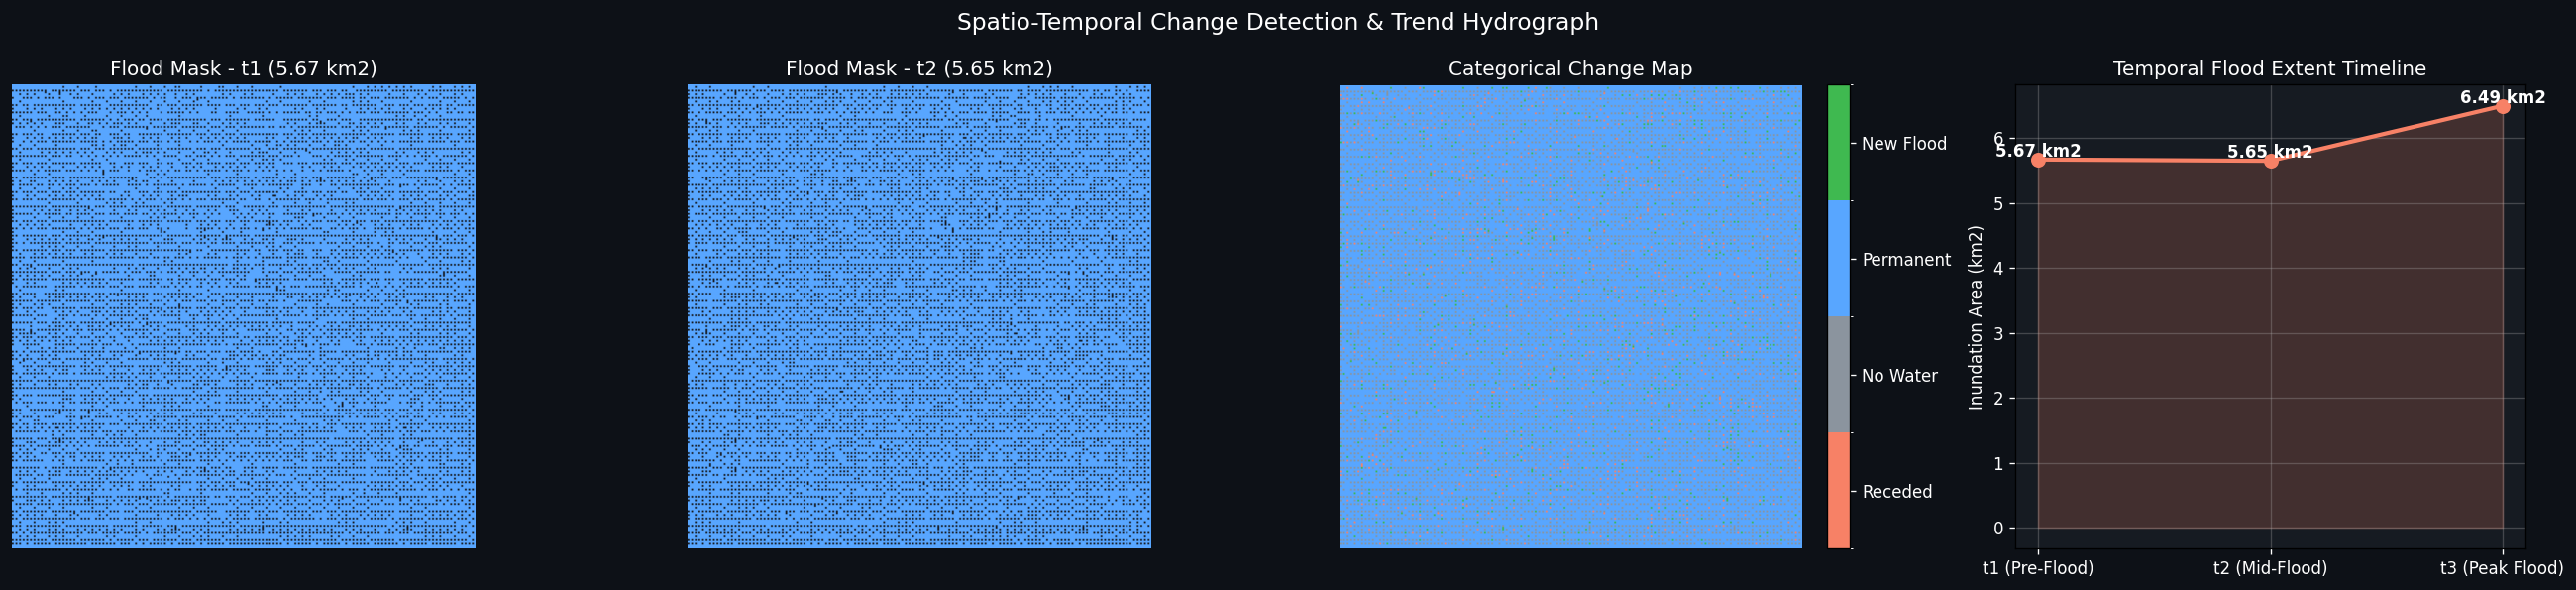 Spatio-Temporal Change Detection & Trend Hydrograph
Flood Mask - t1 (5.67 km2)
Flood Mask - t2 (5.65 km2)
Categorical Change Map
New Flood
Permanent
No Water
Receded
Temporal Flood Extent Timeline
Inundation Area (km2)
6
5
4
3
2
1
0
5.67 km2
5.65 km2
6.49 km2
t1 (Pre-Flood)
t2 (Mid-Flood)
t3 (Peak Flood)